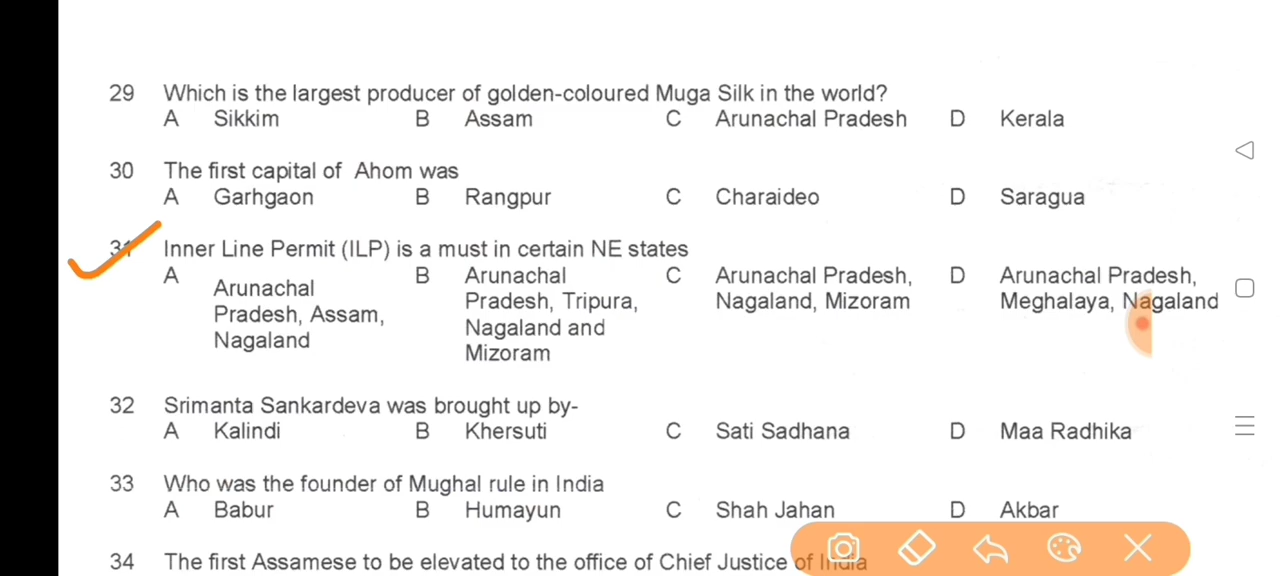 29 Which is the largest producer of golden-coloured Muga Silk in the world?
A Sikkim B Assam C Arunachal Pradesh D Kerala
30 The first capital of Ahom was
A Garhgaon B Rangpur C Charaideo D Saragua
31 Inner Line Permit (ILP) is a must in certain NE states
A Arunachal Pradesh, Assam, Nagaland
B Arunachal Pradesh, Tripura, Nagaland and Mizoram
C Arunachal Pradesh, Nagaland, Mizoram
D Arunachal Pradesh, Meghalaya, Nagaland
32 Srimanta Sankardeva was brought up by-
A Kalindi B Khersuti C Sati Sadhana D Maa Radhika
33 Who was the founder of Mughal rule in India
A Babur B Humayun C Shah Jahan D Akbar
34 The first Assamese to be elevated to the office of Chief Justice of India